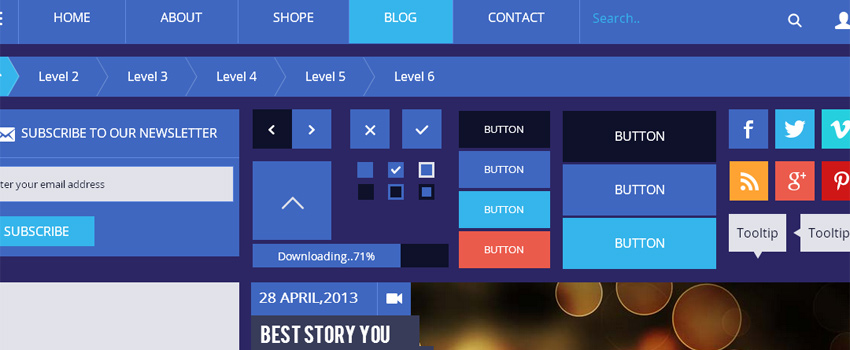 HOME ABOUT SHOPE BLOG CONTACT Search..
Level 2 Level 3 Level 4 Level 5 Level 6
SUBSCRIBE TO OUR NEWSLETTER
ter your email address
SUBSCRIBE
Downloading..71%
BUTTON
BUTTON
BUTTON
BUTTON
BUTTON
BUTTON
BUTTON
f
g+
Tooltip Tooltip
28 APRIL,2013
BEST STORY YOU